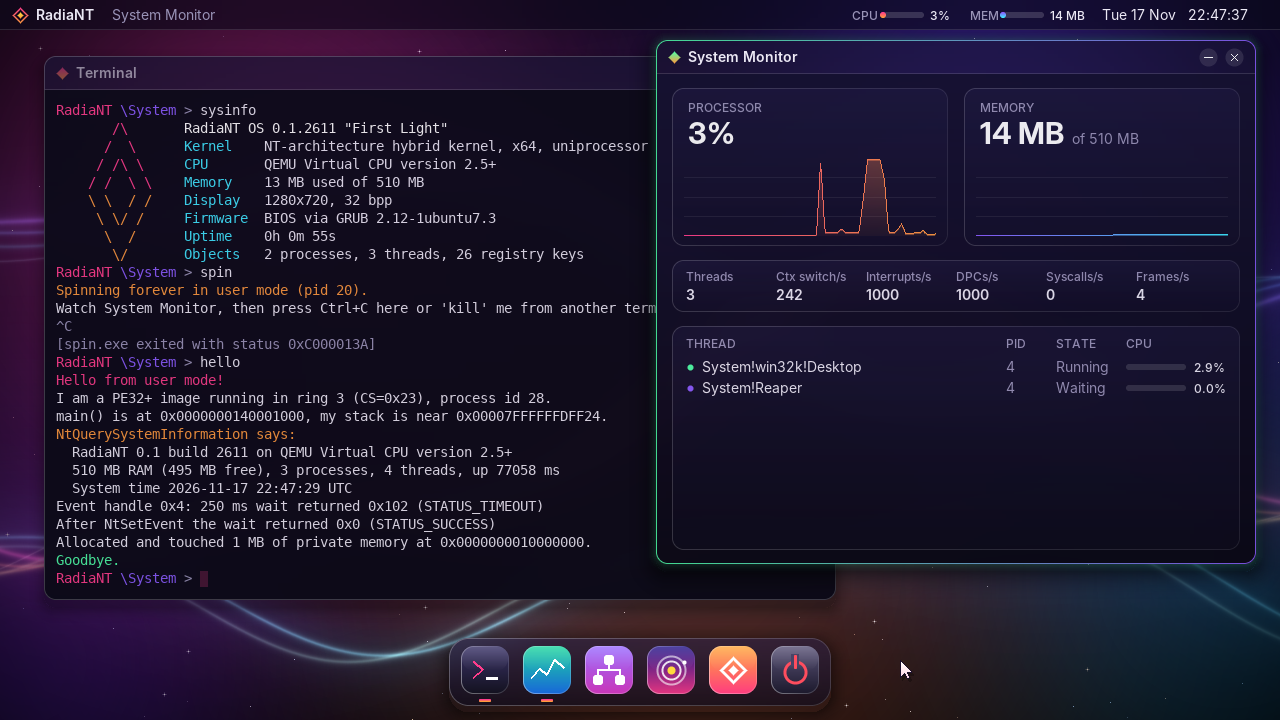 RadiaNT System Monitor CPU 3% MEM 14 MB Tue 17 Nov 22:47:37
Terminal
RadiaNT \System > sysinfo
/\ RadiaNT OS 0.1.2611 "First Light"
/ \ Kernel NT-architecture hybrid kernel, x64, uniprocessor
/ /\ \ CPU QEMU Virtual CPU version 2.5+
/ / \ \ Memory 13 MB used of 510 MB
\ \ / / Display 1280x720, 32 bpp
\ \/ / Firmware BIOS via GRUB 2.12-1ubuntu7.3
\ / Uptime 0h 0m 55s
\/ Objects 2 processes, 3 threads, 26 registry keys
RadiaNT \System > spin
Spinning forever in user mode (pid 20).
Watch System Monitor, then press Ctrl+C here or 'kill' me from another term
^C
[spin.exe exited with status 0xC000013A]
RadiaNT \System > hello
Hello from user mode!
I am a PE32+ image running in ring 3 (CS=0x23), process id 28.
main() is at 0x0000000140001000, my stack is near 0x00007FFFFFFDFF24.
NtQuerySystemInformation says:
RadiaNT 0.1 build 2611 on QEMU Virtual CPU version 2.5+
510 MB RAM (495 MB free), 3 processes, 4 threads, up 77058 ms
System time 2026-11-17 22:47:29 UTC
Event handle 0x4: 250 ms wait returned 0x102 (STATUS_TIMEOUT)
After NtSetEvent the wait returned 0x0 (STATUS_SUCCESS)
Allocated and touched 1 MB of private memory at 0x0000000010000000.
Goodbye.
RadiaNT \System >
System Monitor
PROCESSOR
3%
MEMORY
14 MB of 510 MB
Threads Ctx switch/s Interrupts/s DPCs/s Syscalls/s Frames/s
3 242 1000 1000 0 4
THREAD PID STATE CPU
System!win32k!Desktop 4 Running 2.9%
System!Reaper 4 Waiting 0.0%